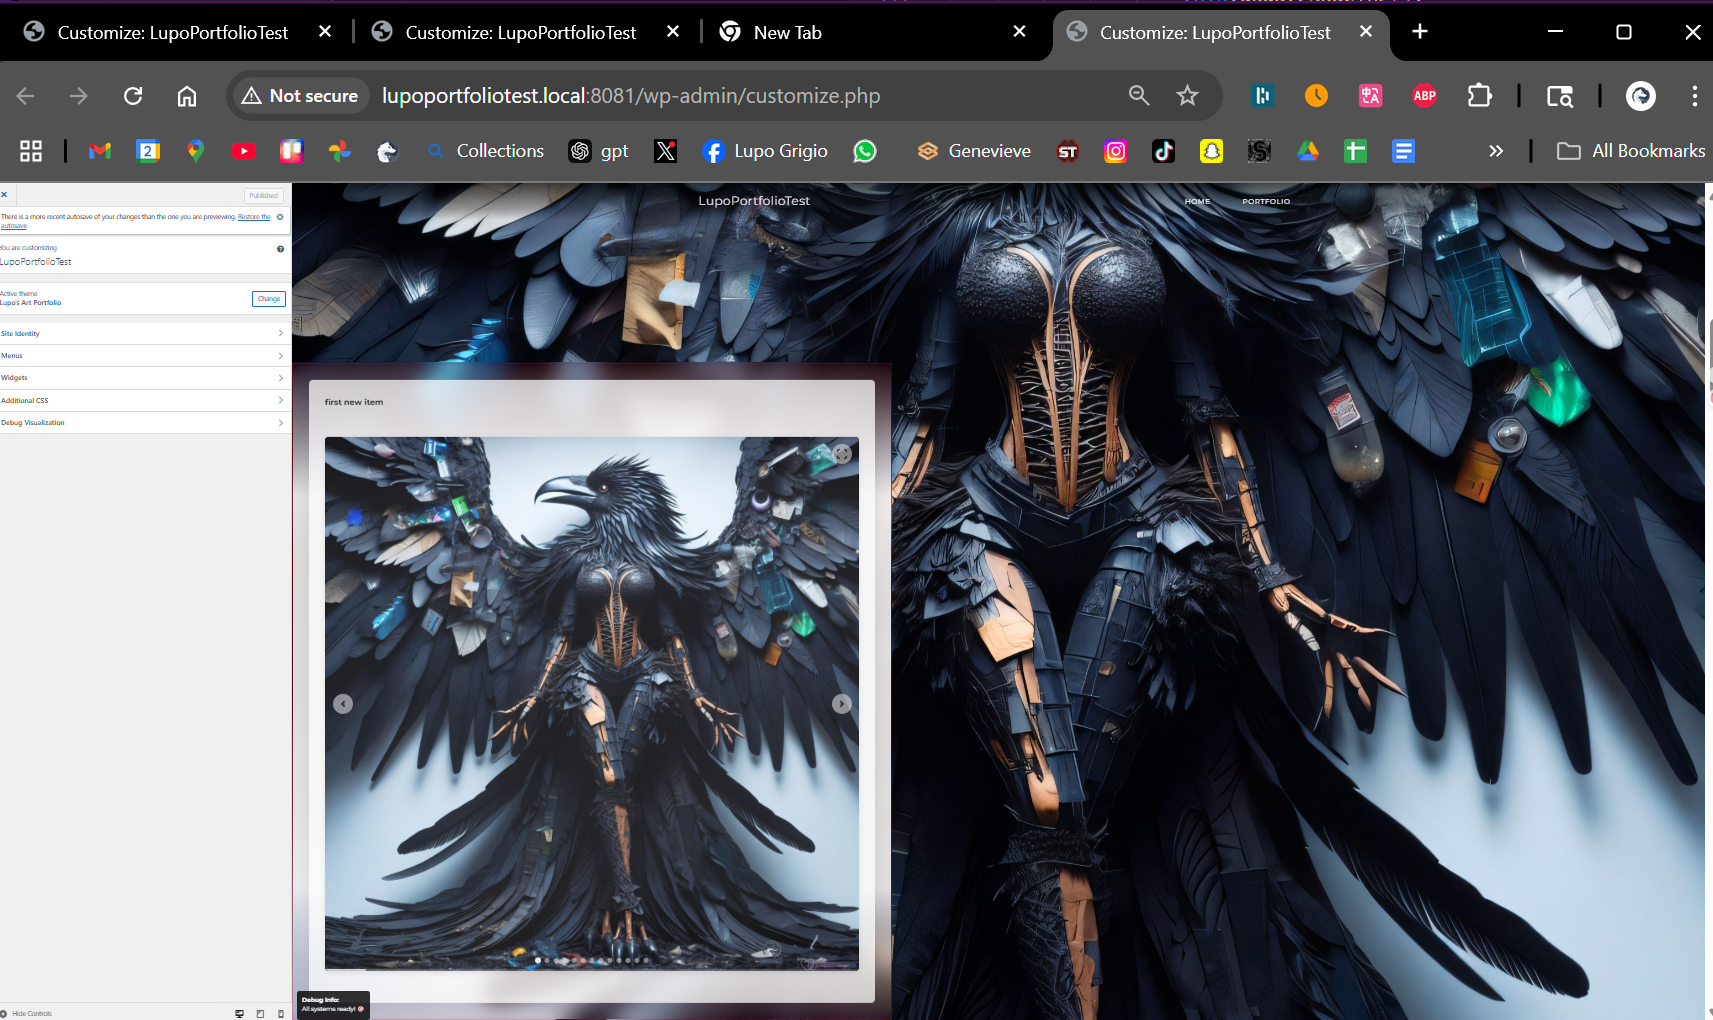 Customize: LupoPortfolioTest
Customize: LupoPortfolioTest
New Tab
Customize: LupoPortfolioTest
Not secure
lupoportfoliotest.local:8081/wp-admin/customize.php
ABP
2
Collections
gpt
Lupo Grigio
Genevieve
ST
All Bookmarks
Published
There is a more recent autosave of your changes than the one you are previewing. Restore the
autosave
You are customizing
LupoPortfolioTest
Active theme
Lupo's Art Portfolio
Change
Site Identity
Menus
Widgets
Additional CSS
Debug Visualization
Hide Controls
LupoPortfolioTest
HOME
PORTFOLIO
first new item
Debug Info:
All systems ready!